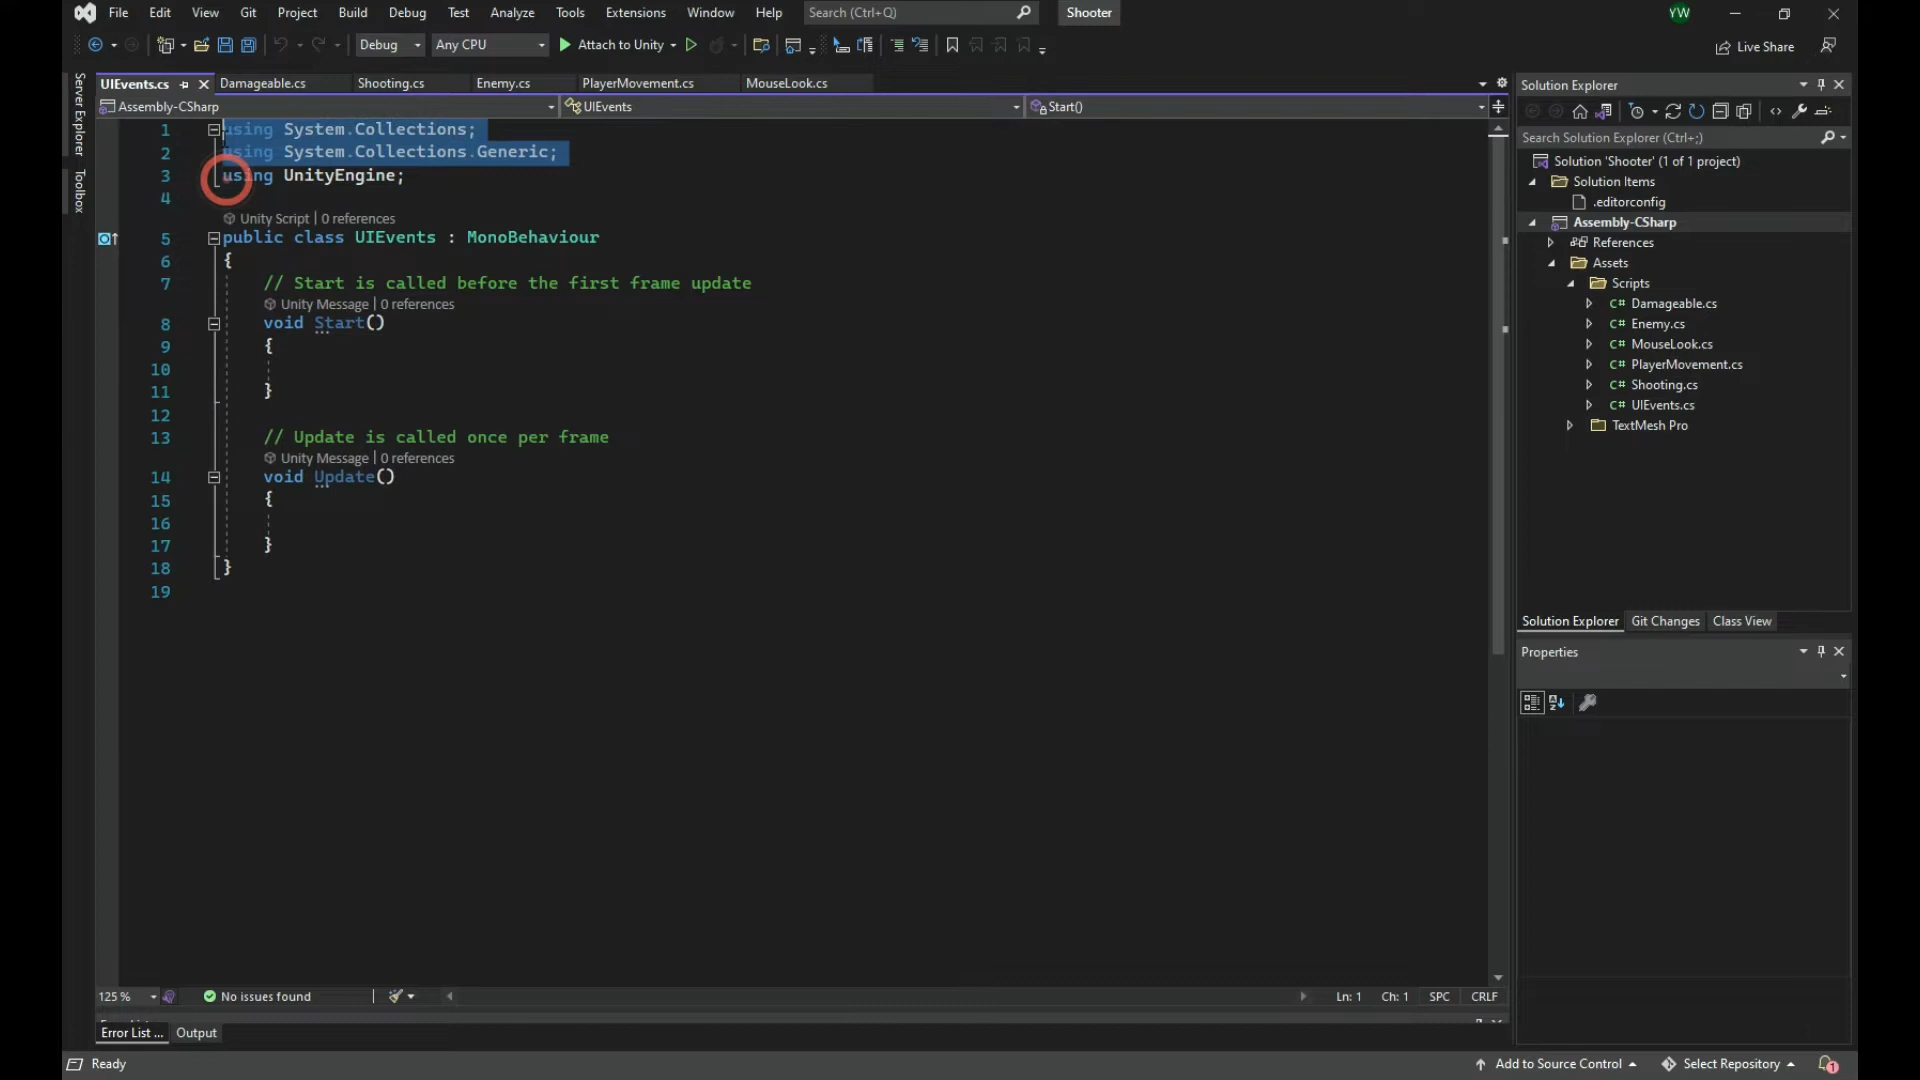 File Edit View Git Project Build Debug Test Analyze Tools Extensions Window Help Search (Ctrl+Q) Shooter YW
Debug Any CPU Attach to Unity Live Share
Server Explorer
Toolbox
UIEvents.cs Damageable.cs Shooting.cs Enemy.cs PlayerMovement.cs MouseLook.cs
Assembly-CSharp UIEvents Start()
1 using System.Collections;
2 using System.Collections.Generic;
3 using UnityEngine;
4
Unity Script | 0 references
5 public class UIEvents : MonoBehaviour
6 {
7 // Start is called before the first frame update
Unity Message | 0 references
8 void Start()
9 {
10
11 }
12
13 // Update is called once per frame
Unity Message | 0 references
14 void Update()
15 {
16
17 }
18 }
19
125 % No issues found Ln: 1 Ch: 1 SPC CRLF
Error List ... Output
Solution Explorer
Search Solution Explorer (Ctrl+;)
Solution 'Shooter' (1 of 1 project)
Solution Items
.editorconfig
Assembly-CSharp
References
Assets
Scripts
C# Damageable.cs
C# Enemy.cs
C# MouseLook.cs
C# PlayerMovement.cs
C# Shooting.cs
C# UIEvents.cs
TextMesh Pro
Solution Explorer Git Changes Class View
Properties
Ready Add to Source Control Select Repository 1